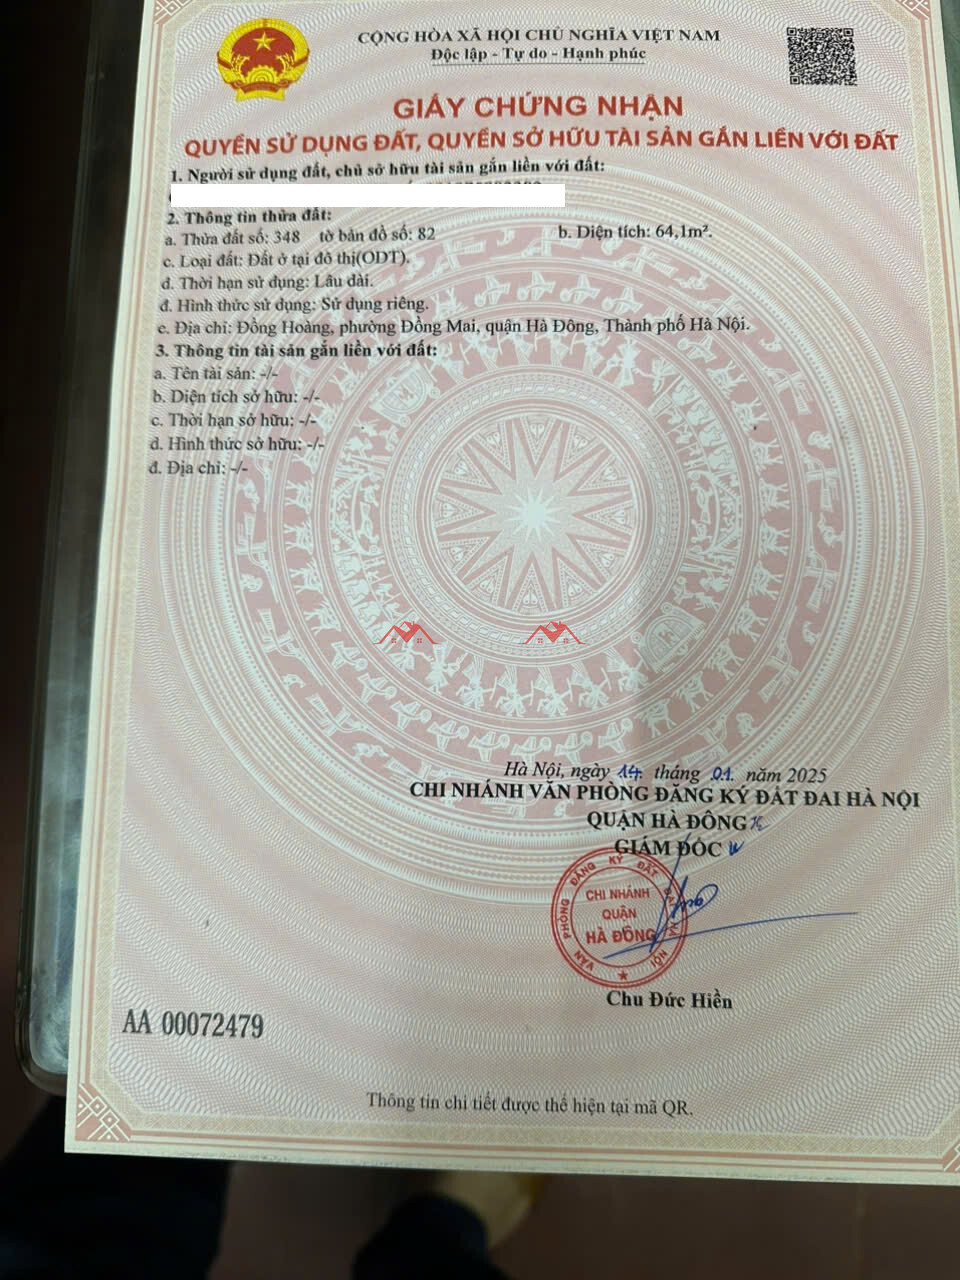 CỘNG HÒA XÃ HỘI CHỦ NGHĨA VIỆT NAM
Độc lập - Tự do - Hạnh phúc
GIẤY CHỨNG NHẬN
QUYỀN SỬ DỤNG ĐẤT, QUYỀN SỞ HỮU TÀI SẢN GẮN LIỀN VỚI ĐẤT
1. Người sử dụng đất, chủ sở hữu tài sản gắn liền với đất:
2. Thông tin thửa đất:
a. Thửa đất số: 348 tờ bản đồ số: 82 b. Diện tích: 64,1m².
c. Loại đất: Đất ở tại đô thị(ODT).
d. Thời hạn sử dụng: Lâu dài.
đ. Hình thức sử dụng: Sử dụng riêng.
e. Địa chỉ: Đồng Hoàng, phường Đồng Mai, quận Hà Đông, Thành phố Hà Nội.
3. Thông tin tài sản gắn liền với đất:
a. Tên tài sản: -/-
b. Diện tích sở hữu: -/-
c. Thời hạn sở hữu: -/-
d. Hình thức sở hữu: -/-
đ. Địa chỉ: -/-
Hà Nội, ngày 14 tháng 01 năm 2025
CHI NHÁNH VĂN PHÒNG ĐĂNG KÝ ĐẤT ĐAI HÀ NỘI
QUẬN HÀ ĐÔNG
GIÁM ĐỐC
VĂN PHÒNG ĐĂNG KÝ ĐẤT ĐAI HÀ NỘI
CHI NHÁNH
QUẬN
HÀ ĐÔNG
Chu Đức Hiền
AA 00072479
Thông tin chi tiết được thể hiện tại mã QR.